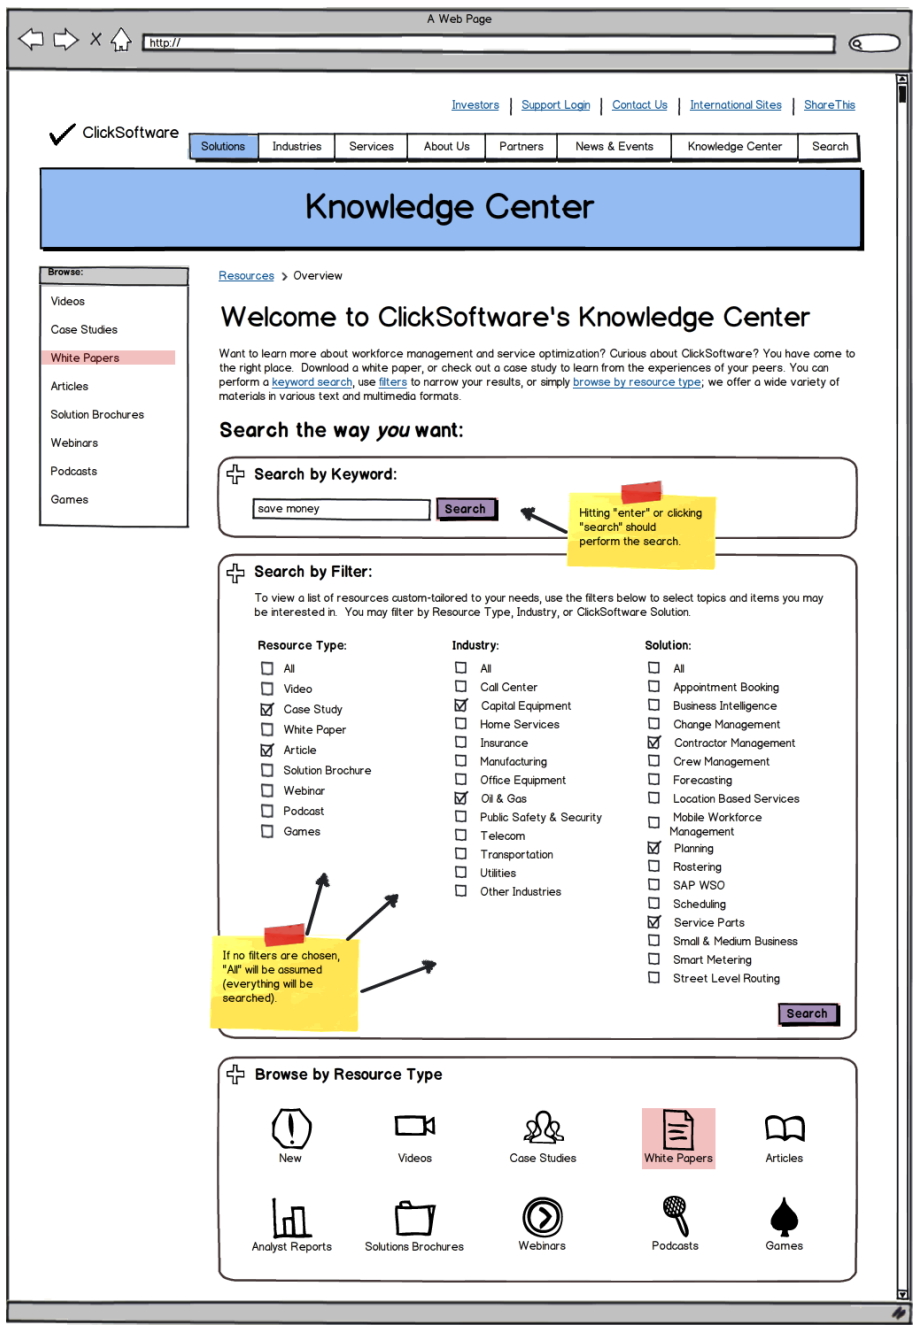 A Web Page
http://
Investors | Support Login | Contact Us | International Sites | ShareThis
ClickSoftware
Solutions Industries Services About Us Partners News & Events Knowledge Center Search
Knowledge Center
Browse:
Videos
Case Studies
White Papers
Articles
Solution Brochures
Webinars
Podcasts
Games
Resources > Overview
Welcome to ClickSoftware's Knowledge Center
Want to learn more about workforce management and service optimization? Curious about ClickSoftware? You have come to
the right place. Download a white paper, or check out a case study to learn from the experiences of your peers. You can
perform a keyword search, use filters to narrow your results, or simply browse by resource type; we offer a wide variety of
materials in various text and multimedia formats.
Search the way you want:
Search by Keyword:
save money
Search
Hitting "enter" or clicking
"search" should
perform the search.
Search by Filter:
To view a list of resources custom-tailored to your needs, use the filters below to select topics and items you may
be interested in. You may filter by Resource Type, Industry, or ClickSoftware Solution.
Resource Type:
All
Video
Case Study
White Paper
Article
Solution Brochure
Webinar
Podcast
Games
Industry:
All
Call Center
Capital Equipment
Home Services
Insurance
Manufacturing
Office Equipment
Oil & Gas
Public Safety & Security
Telecom
Transportation
Utilities
Other Industries
Solution:
All
Appointment Booking
Business Intelligence
Change Management
Contractor Management
Crew Management
Forecasting
Location Based Services
Mobile Workforce
Management
Planning
Rostering
SAP WSO
Scheduling
Service Parts
Small & Medium Business
Smart Metering
Street Level Routing
If no filters are chosen,
"All" will be assumed
(everything will be
searched).
Search
Browse by Resource Type
New
Videos
Case Studies
White Papers
Articles
Analyst Reports
Solutions Brochures
Webinars
Podcasts
Games